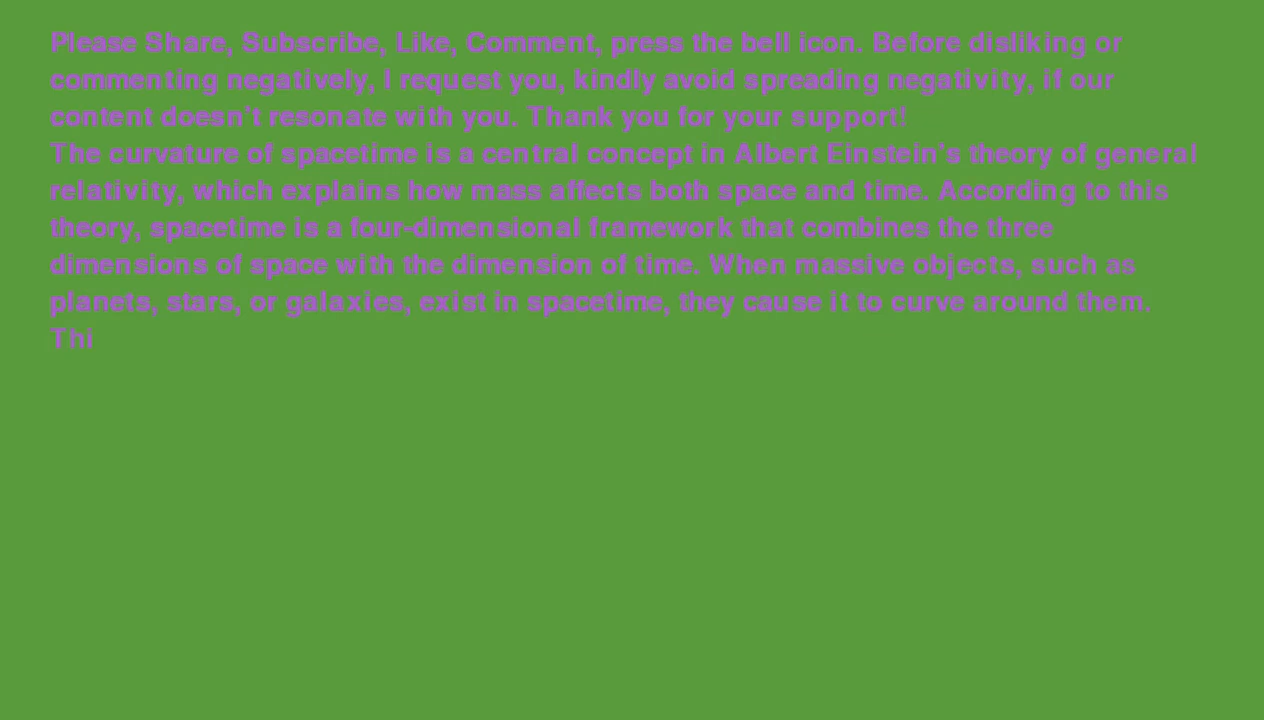 Please Share, Subscribe, Like, Comment, press the bell icon. Before disliking or
commenting negatively, I request you, kindly avoid spreading negativity, if our
content doesn't resonate with you. Thank you for your support!
The curvature of spacetime is a central concept in Albert Einstein's theory of general
relativity, which explains how mass affects both space and time. According to this
theory, spacetime is a four-dimensional framework that combines the three
dimensions of space with the dimension of time. When massive objects, such as
planets, stars, or galaxies, exist in spacetime, they cause it to curve around them.
Thi